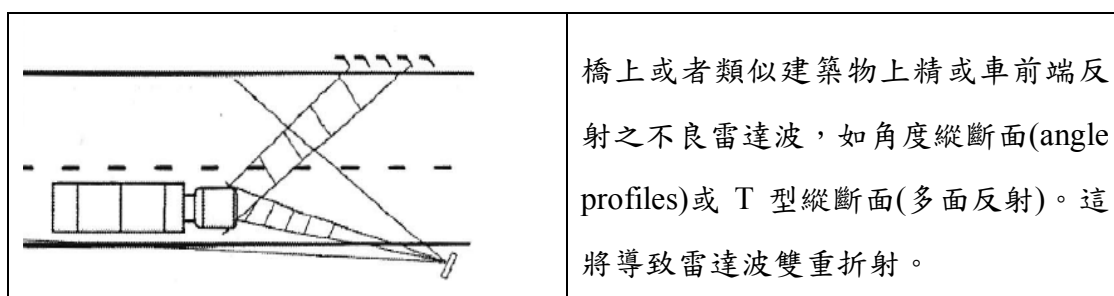 橋上或者類似建築物上精或車前端反
射之不良雷達波，如角度縱斷面(angle
profiles)或 T 型縱斷面(多面反射)。這
將導致雷達波雙重折射。